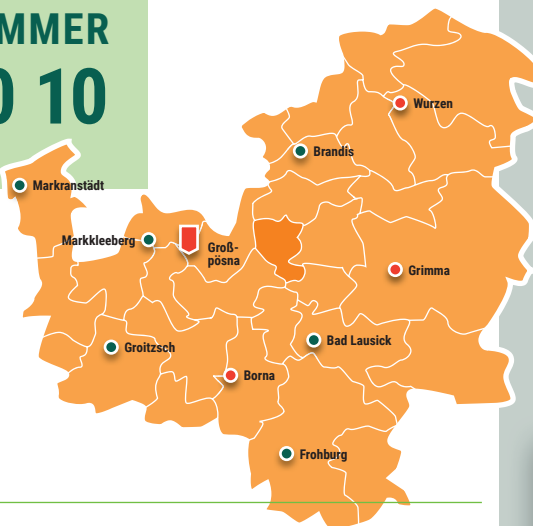 MMER
0 10
Wurzen
Brandis
Markranstädt
Markkleeberg
Groß-
pösna
Grimma
Bad Lausick
Groitzsch
Borna
Frohburg